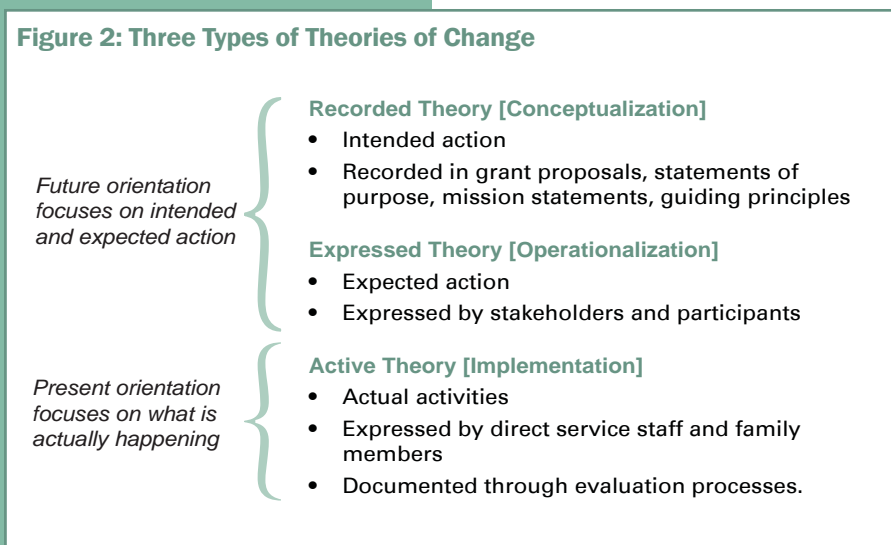 Figure 2: Three Types of Theories of Change
Future orientation
focuses on intended
and expected action
Recorded Theory [Conceptualization]
• Intended action
• Recorded in grant proposals, statements of
purpose, mission statements, guiding principles
Expressed Theory [Operationalization]
• Expected action
• Expressed by stakeholders and participants
Present orientation
focuses on what is
actually happening
Active Theory [Implementation]
• Actual activities
• Expressed by direct service staff and family
members
• Documented through evaluation processes.